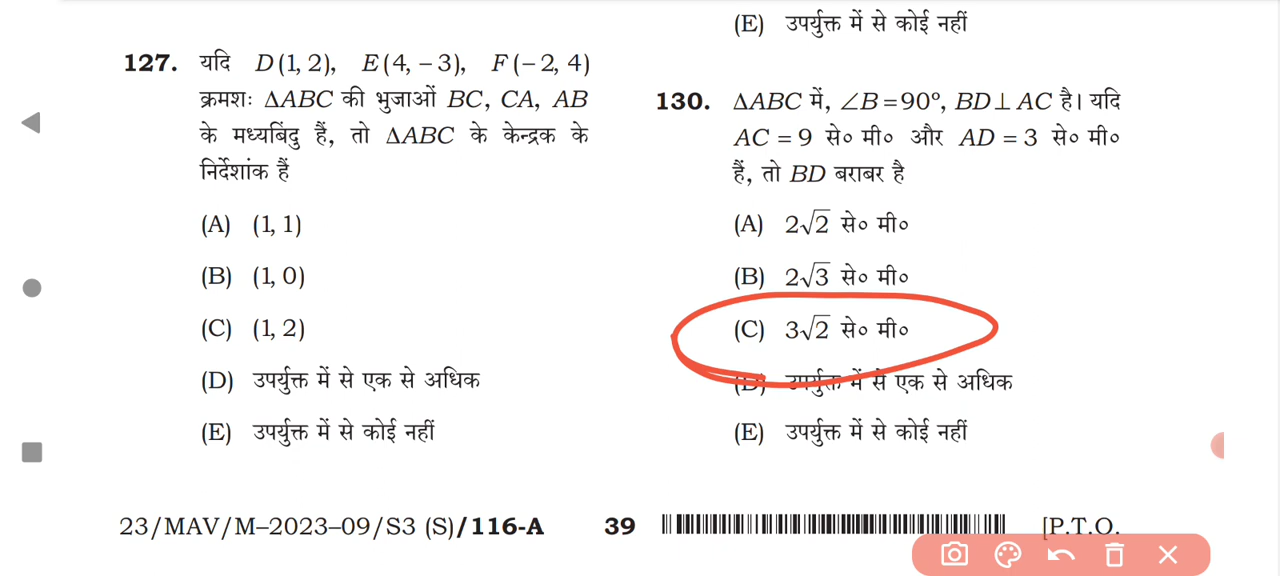 127. यदि D(1, 2), E(4, –3), F(–2, 4)
क्रमशः ΔABC की भुजाओं BC, CA, AB
के मध्यबिंदु हैं, तो ΔABC के केन्द्रक के
निर्देशांक हैं
(A) (1, 1)
(B) (1, 0)
(C) (1, 2)
(D) उपर्युक्त में से एक से अधिक
(E) उपर्युक्त में से कोई नहीं
(E) उपर्युक्त में से कोई नहीं
130. ΔABC में, ∠B = 90°, BD ⊥ AC है। यदि
AC = 9 से० मी० और AD = 3 से० मी०
हैं, तो BD बराबर है
(A) 2√2 से० मी०
(B) 2√3 से० मी०
(C) 3√2 से० मी०
(D) उपर्युक्त में से एक से अधिक
(E) उपर्युक्त में से कोई नहीं
23/MAV/M–2023–09/S3 (S)/116-A 39 [P.T.O.